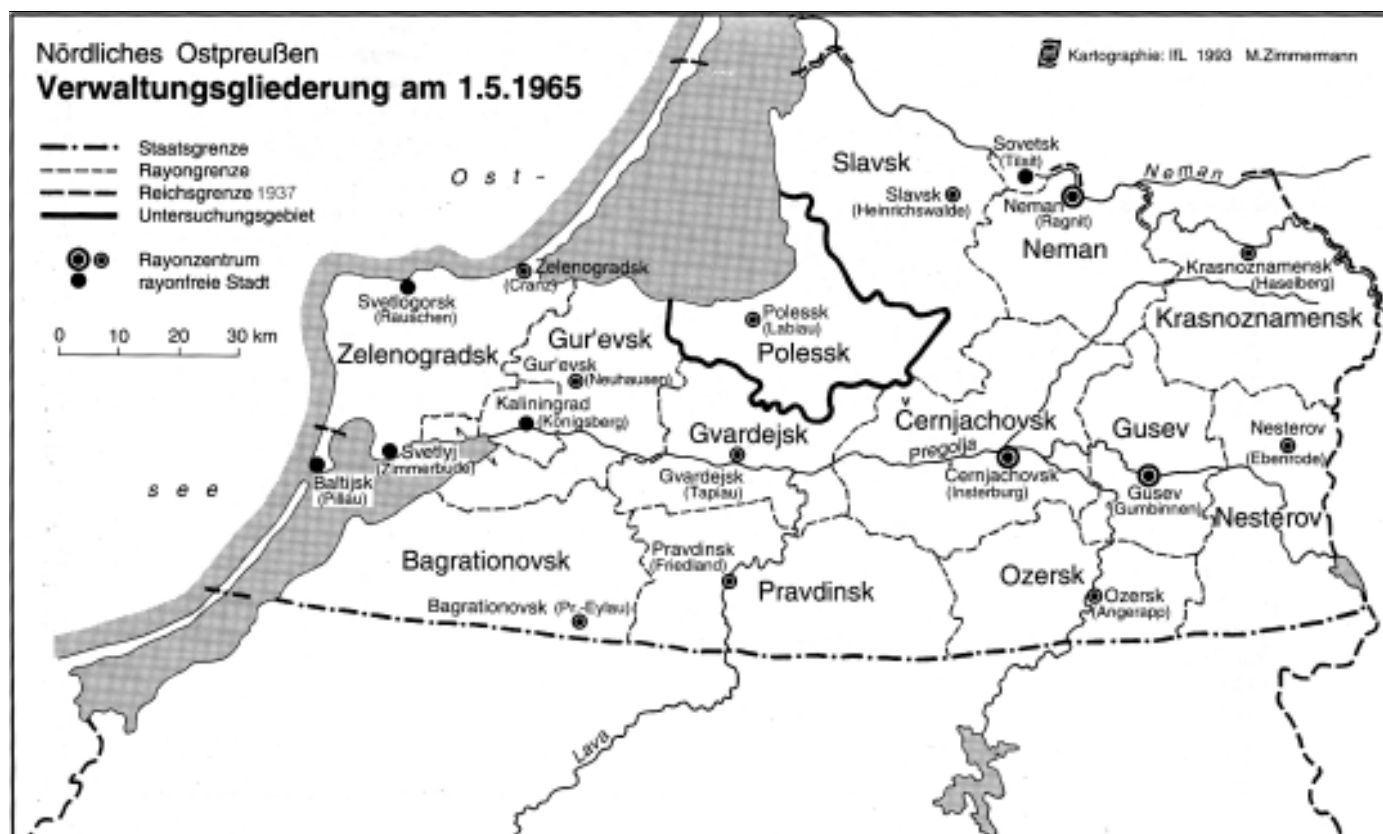 Nördliches Ostpreußen
Verwaltungsgliederung am 1.5.1965
Kartographie: IfL 1993 M.Zimmermann
Staatsgrenze
Rayongrenze
Reichsgrenze 1937
Untersuchungsgebiet
Rayonzentrum
rayonfreie Stadt
0 10 20 30 km
Ost-
see
Slavsk
Slavsk
(Heinrichswalde)
Sovetsk
(Tilsit)
Neman
Neman
(Ragnit)
Neman
Krasnoznamensk
(Haselberg)
Krasnoznamensk
Zelenogradsk
(Cranz)
Svetlogorsk
(Rauschen)
Zelenogradsk
Gur'evsk
Gur'evsk
(Neuhausen)
Polessk
(Labiau)
Polessk
Kaliningrad
(Königsberg)
Svetlyj
(Zimmerbude)
Baltijsk
(Pillau)
Gvardejsk
Gvardejsk
(Tapiau)
Černjachovsk
Pregolja
Černjachovsk
(Insterburg)
Gusev
Gusev
(Gumbinnen)
Nesterov
(Ebenrode)
Nesterov
Bagrationovsk
Bagrationovsk (Pr.-Eylau)
Pravdinsk
(Friedland)
Pravdinsk
Ozersk
Ozersk
(Angerapp)
Lava